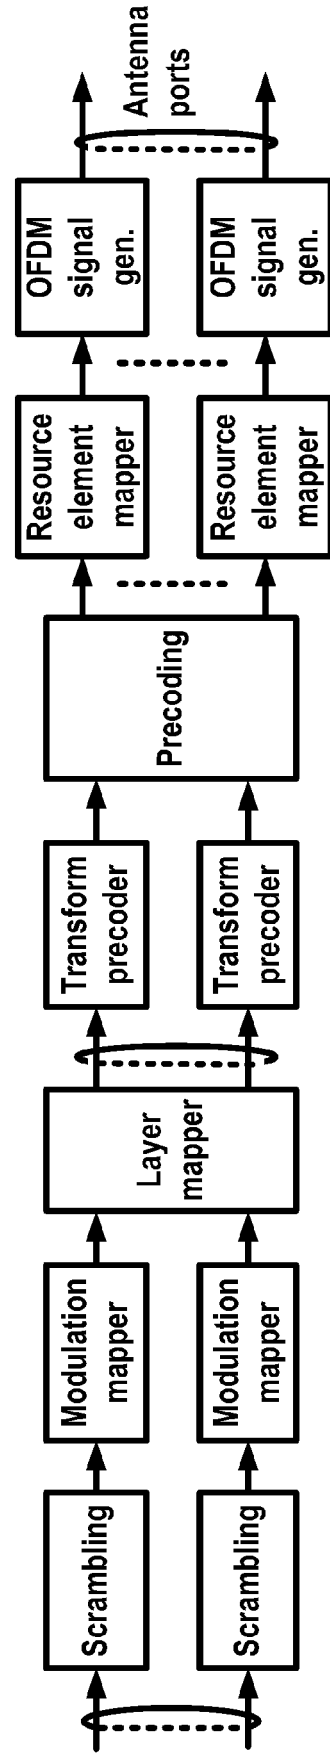 Scrambling
Scrambling
Modulation
mapper
Modulation
mapper
Layer
mapper
Transform
precoder
Transform
precoder
Precoding
Resource
element
mapper
Resource
element
mapper
OFDM
signal
gen.
OFDM
signal
gen.
Antenna
ports